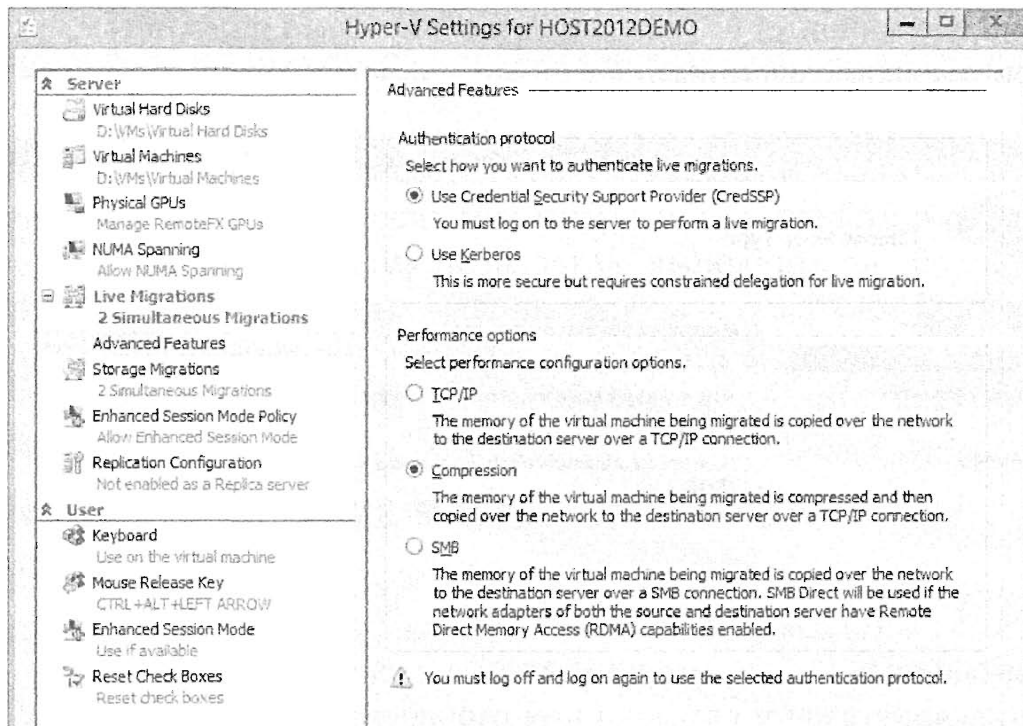 Hyper-V Settings for HOST2012DEMO
Server
Virtual Hard Disks
D:\VMs\Virtual Hard Disks
Virtual Machines
D:\VMs\Virtual Machines
Physical GPUs
Manage RemoteFX GPUs
NUMA Spanning
Allow NUMA Spanning
Live Migrations
2 Simultaneous Migrations
Advanced Features
Storage Migrations
2 Simultaneous Migrations
Enhanced Session Mode Policy
Allow Enhanced Session Mode
Replication Configuration
Not enabled as a Replica server
User
Keyboard
Use on the virtual machine
Mouse Release Key
CTRL+ALT+LEFT ARROW
Enhanced Session Mode
Use if available
Reset Check Boxes
Reset check boxes
Advanced Features
Authentication protocol
Select how you want to authenticate live migrations.
Use Credential Security Support Provider (CredSSP)
You must log on to the server to perform a live migration.
Use Kerberos
This is more secure but requires constrained delegation for live migration.
Performance options
Select performance configuration options.
TCP/IP
The memory of the virtual machine being migrated is copied over the network
to the destination server over a TCP/IP connection.
Compression
The memory of the virtual machine being migrated is compressed and then
copied over the network to the destination server over a TCP/IP connection.
SMB
The memory of the virtual machine being migrated is copied over the network
to the destination server over a SMB connection. SMB Direct will be used if the
network adapters of both the source and destination server have Remote
Direct Memory Access (RDMA) capabilities enabled.
You must log off and log on again to use the selected authentication protocol.